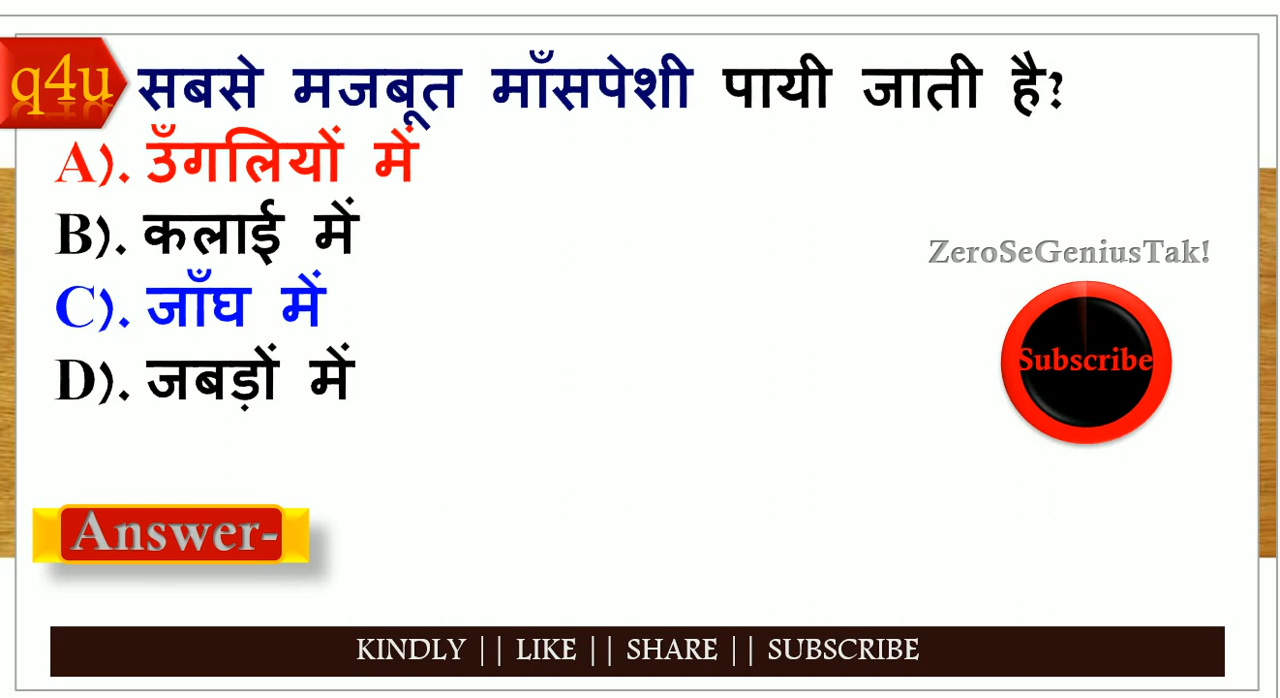 q4u सबसे मजबूत माँसपेशी पायी जाती है?
A). उँगलियों में
B). कलाई में
C). जाँघ में
D). जबड़ों में
ZeroSeGeniusTak!
Subscribe
Answer-
KINDLY || LIKE || SHARE || SUBSCRIBE